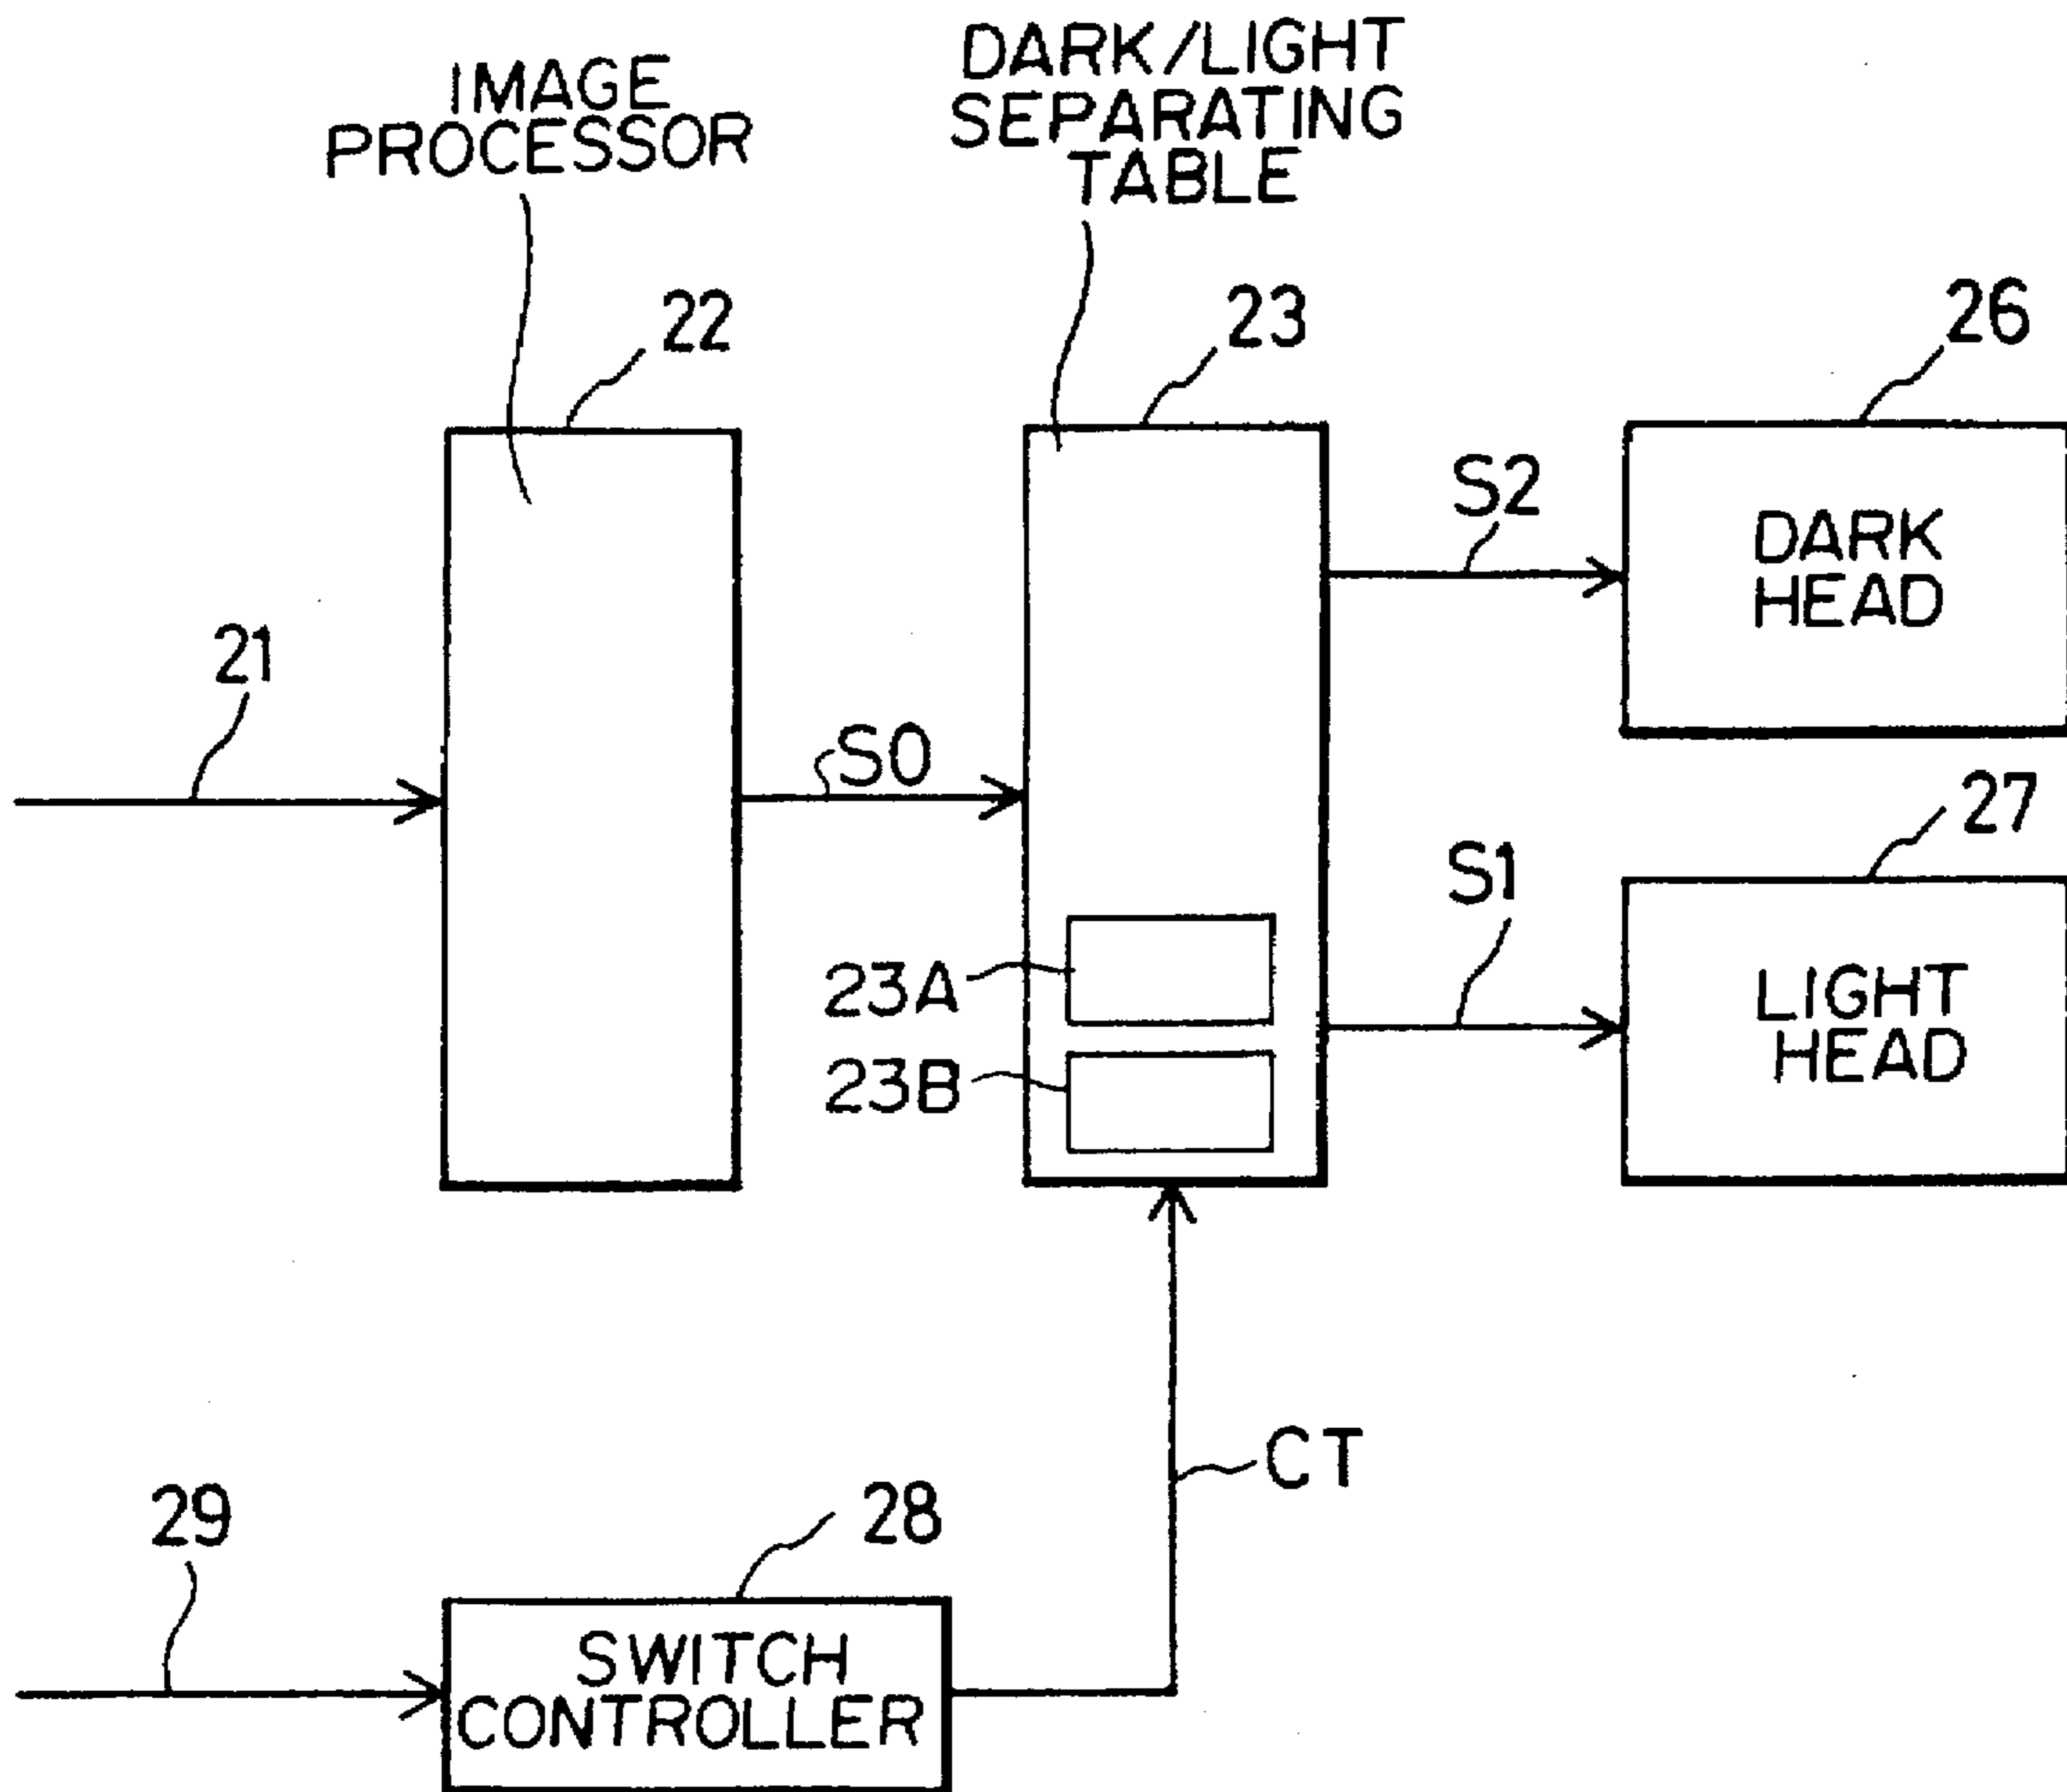 IMAGE
PROCESSOR
DARK/LIGHT
SEPARATING
TABLE
22
23
26
S2
DARK
HEAD
21
S0
27
S1
23A
LIGHT
HEAD
23B
CT
29
28
SWITCH
CONTROLLER